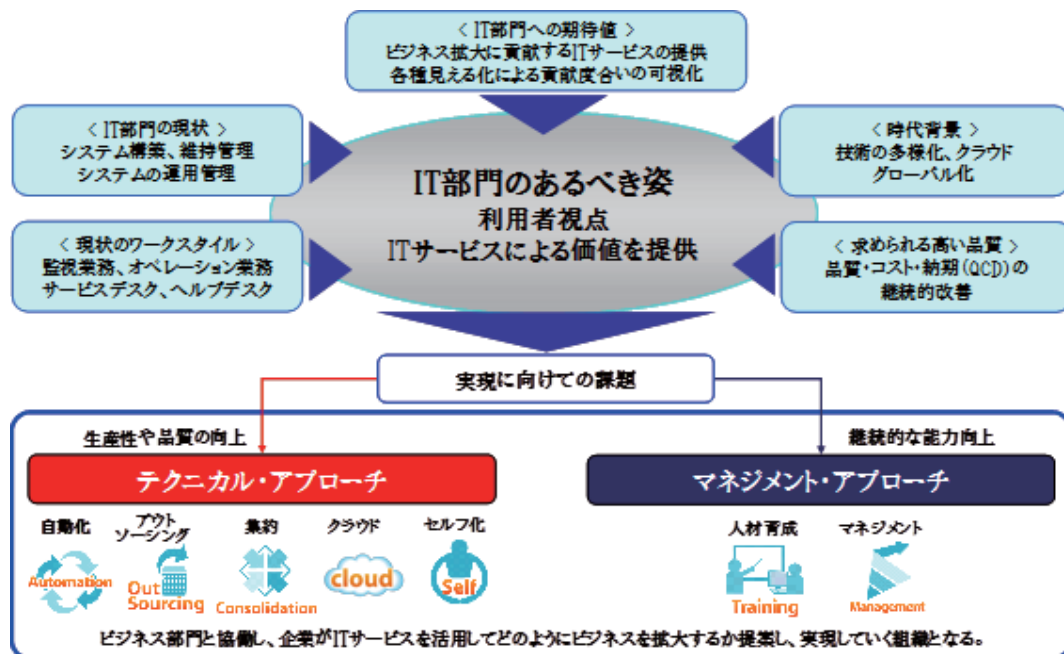 < IT部門への期待値 >
ビジネス拡大に貢献するITサービスの提供
各種見える化による貢献度合いの可視化
< IT部門の現状 >
システム構築、維持管理
システムの運用管理
< 時代背景 >
技術の多様化、クラウド
グローバル化
IT部門のあるべき姿
利用者視点
ITサービスによる価値を提供
< 現状のワークスタイル >
監視業務、オペレーション業務
サービスデスク、ヘルプデスク
< 求められる高い品質 >
品質・コスト・納期(QCD)の
継続的改善
実現に向けての課題
生産性や品質の向上
継続的な能力向上
テクニカル・アプローチ
マネジメント・アプローチ
自動化
アウト
ソーシング
集約
クラウド
セルフ化
人材育成
マネジメント
Automation
Out
Sourcing
Consolidation
cloud
Self
Training
Management
ビジネス部門と協働し、企業がITサービスを活用してどのようにビジネスを拡大するか提案し、実現していく組織となる。